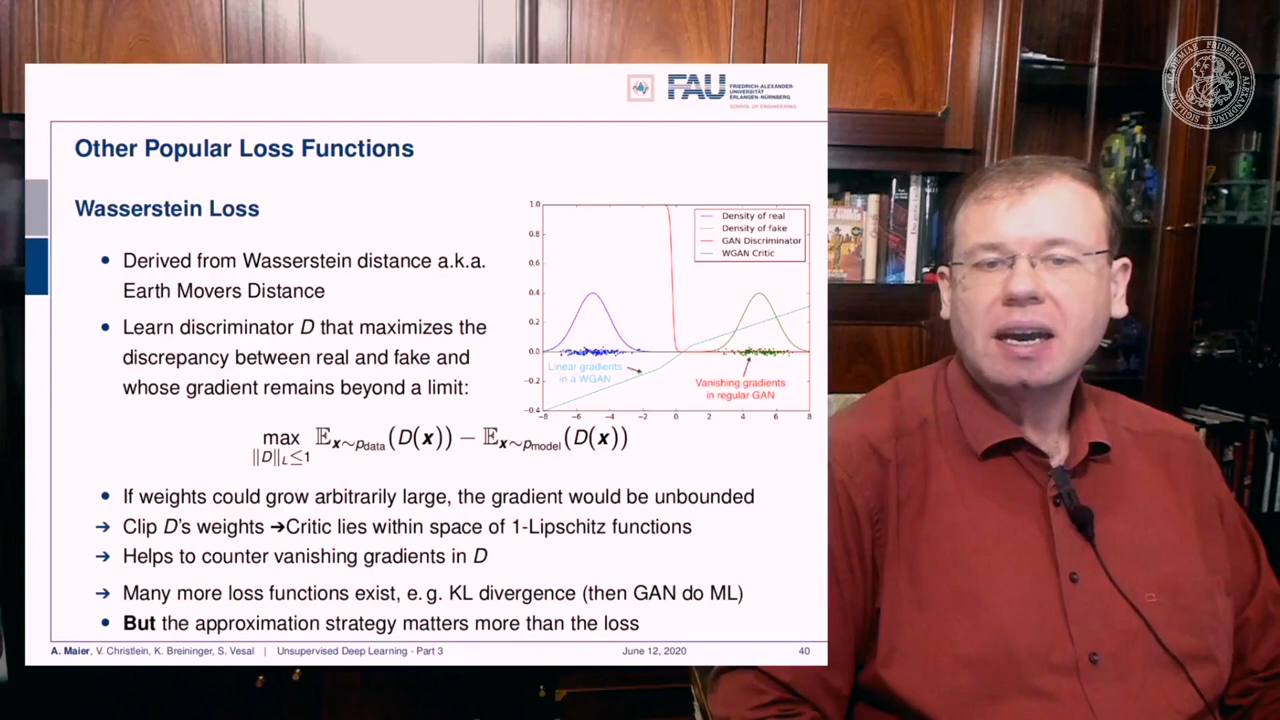 FAU
FRIEDRICH-ALEXANDER-
UNIVERSITÄT
ERLANGEN-NÜRNBERG
SCHOOL OF ENGINEERING
Other Popular Loss Functions
Wasserstein Loss
• Derived from Wasserstein distance a.k.a.
Earth Movers Distance
• Learn discriminator D that maximizes the
discrepancy between real and fake and
whose gradient remains beyond a limit:
1.0
0.8
0.6
0.4
0.2
0.0
−0.2
−0.4
−8 −6 −4 −2 0 2 4 6 8
Density of real
Density of fake
GAN Discriminator
WGAN Critic
Linear gradients
in a WGAN
Vanishing gradients
in regular GAN
max 𝔼x∼pdata(D(x)) − 𝔼x∼pmodel(D(x))
‖D‖L≤1
• If weights could grow arbitrarily large, the gradient would be unbounded
➔ Clip D's weights ➔Critic lies within space of 1-Lipschitz functions
➔ Helps to counter vanishing gradients in D
➔ Many more loss functions exist, e. g. KL divergence (then GAN do ML)
• But the approximation strategy matters more than the loss
A. Maier, V. Christlein, K. Breininger, S. Vesal | Unsupervised Deep Learning - Part 3 June 12, 2020 40